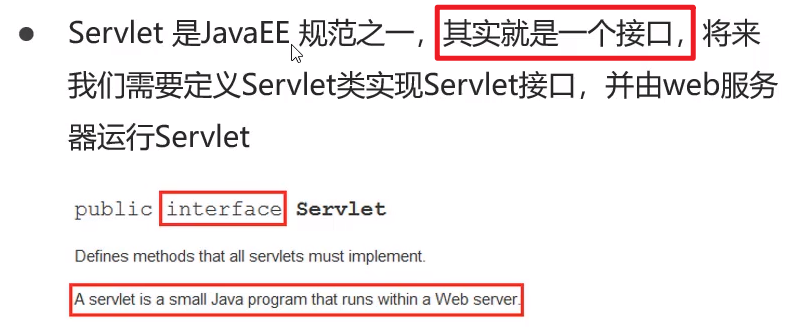 ● Servlet 是JavaEE 规范之一，其实就是一个接口，将来
我们需要定义Servlet类实现Servlet接口，并由web服务
器运行Servlet
public interface Servlet
Defines methods that all servlets must implement.
A servlet is a small Java program that runs within a Web server.